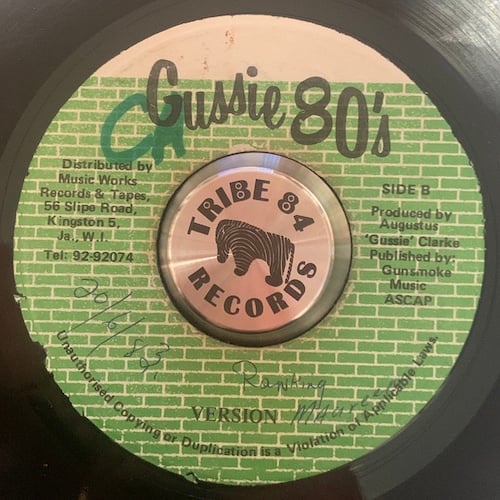 Gussie 80's
Distributed by
Music Works
Records & Tapes,
56 Slipe Road,
Kingston 5,
Ja., W.I.
Tel: 92-92074
TRIBE 84
RECORDS
SIDE B
Produced by
Augustus
'Gussie' Clarke
Published by:
Gunsmoke
Music
ASCAP
Ranking
VERSION
Unauthorised Copying or Duplication is a Violation of Applicable Laws.